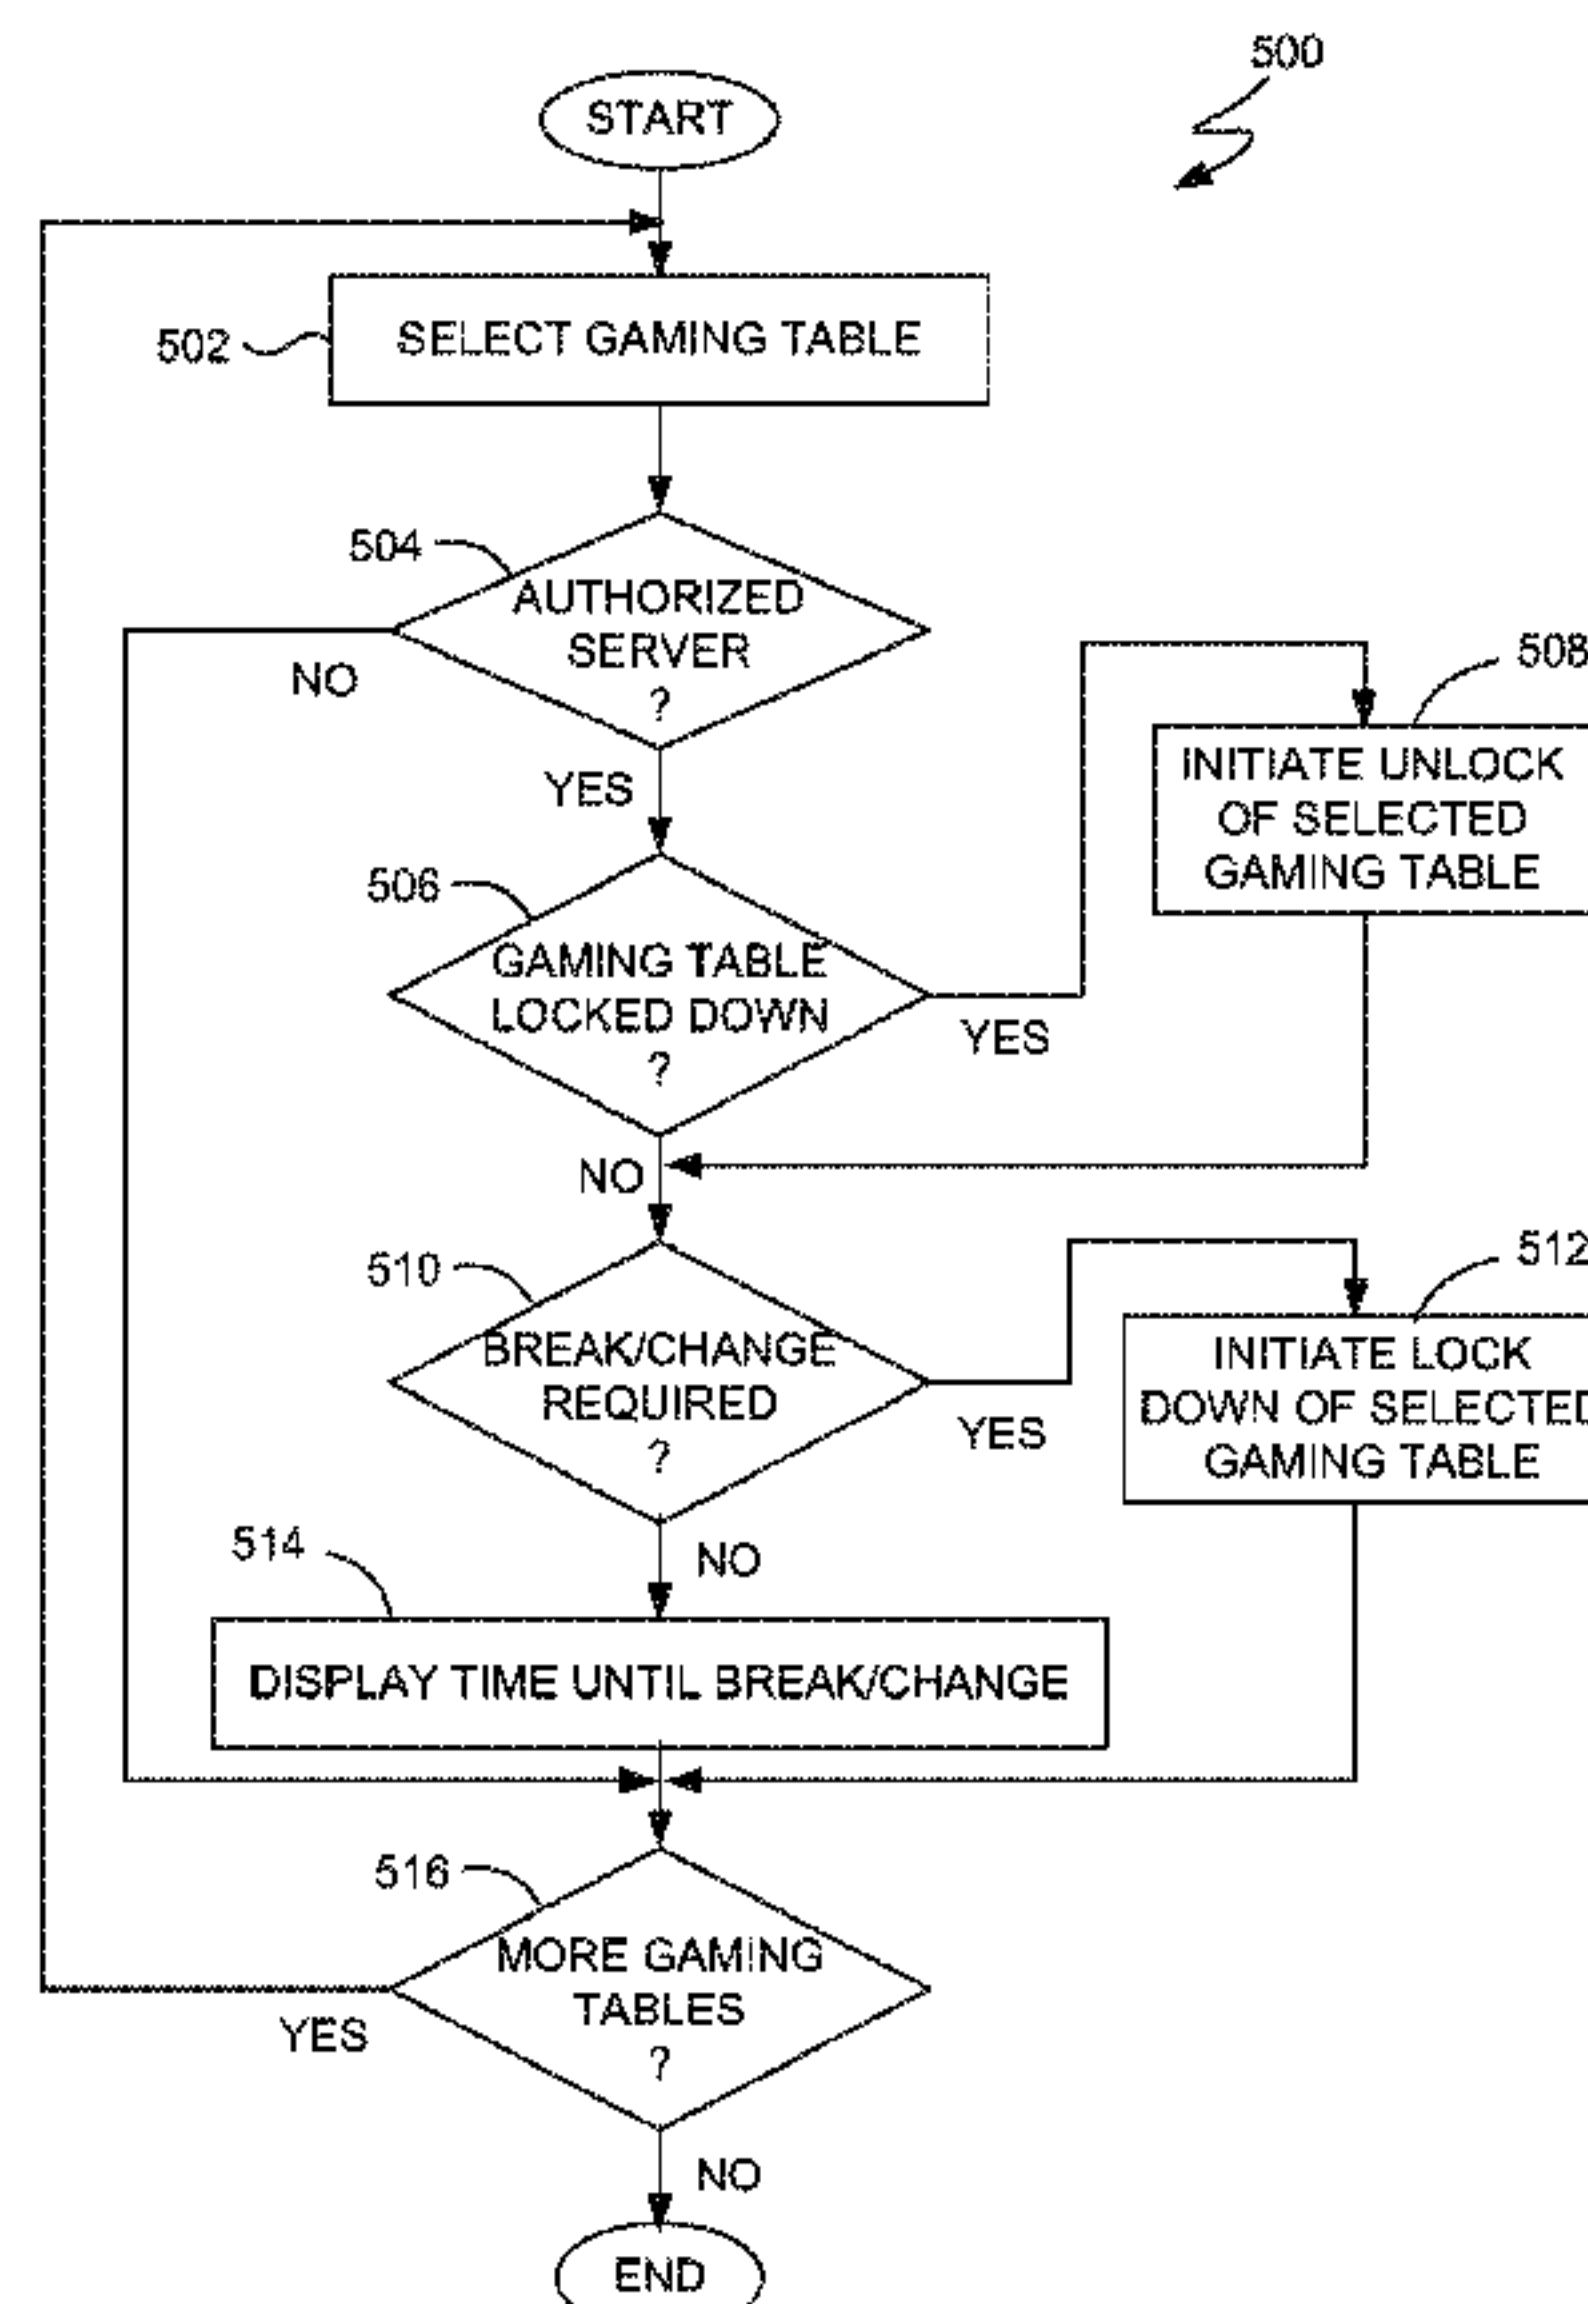 500
START
502
SELECT GAMING TABLE
504
AUTHORIZED
SERVER
?
NO
YES
508
INITIATE UNLOCK
OF SELECTED
GAMING TABLE
506
GAMING TABLE
LOCKED DOWN
?
YES
NO
510
BREAK/CHANGE
REQUIRED
?
YES
512
INITIATE LOCK
DOWN OF SELECTED
GAMING TABLE
NO
514
DISPLAY TIME UNTIL BREAK/CHANGE
516
MORE GAMING
TABLES
?
YES
NO
END